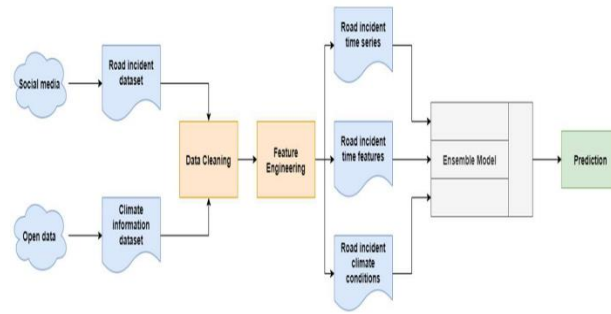 Social media
Road incident
dataset
Open data
Climate
information
dataset
Data Cleaning
Feature
Engineering
Road incident
time series
Road incident
time features
Road incident
climate
conditions
Ensemble Model
Prediction